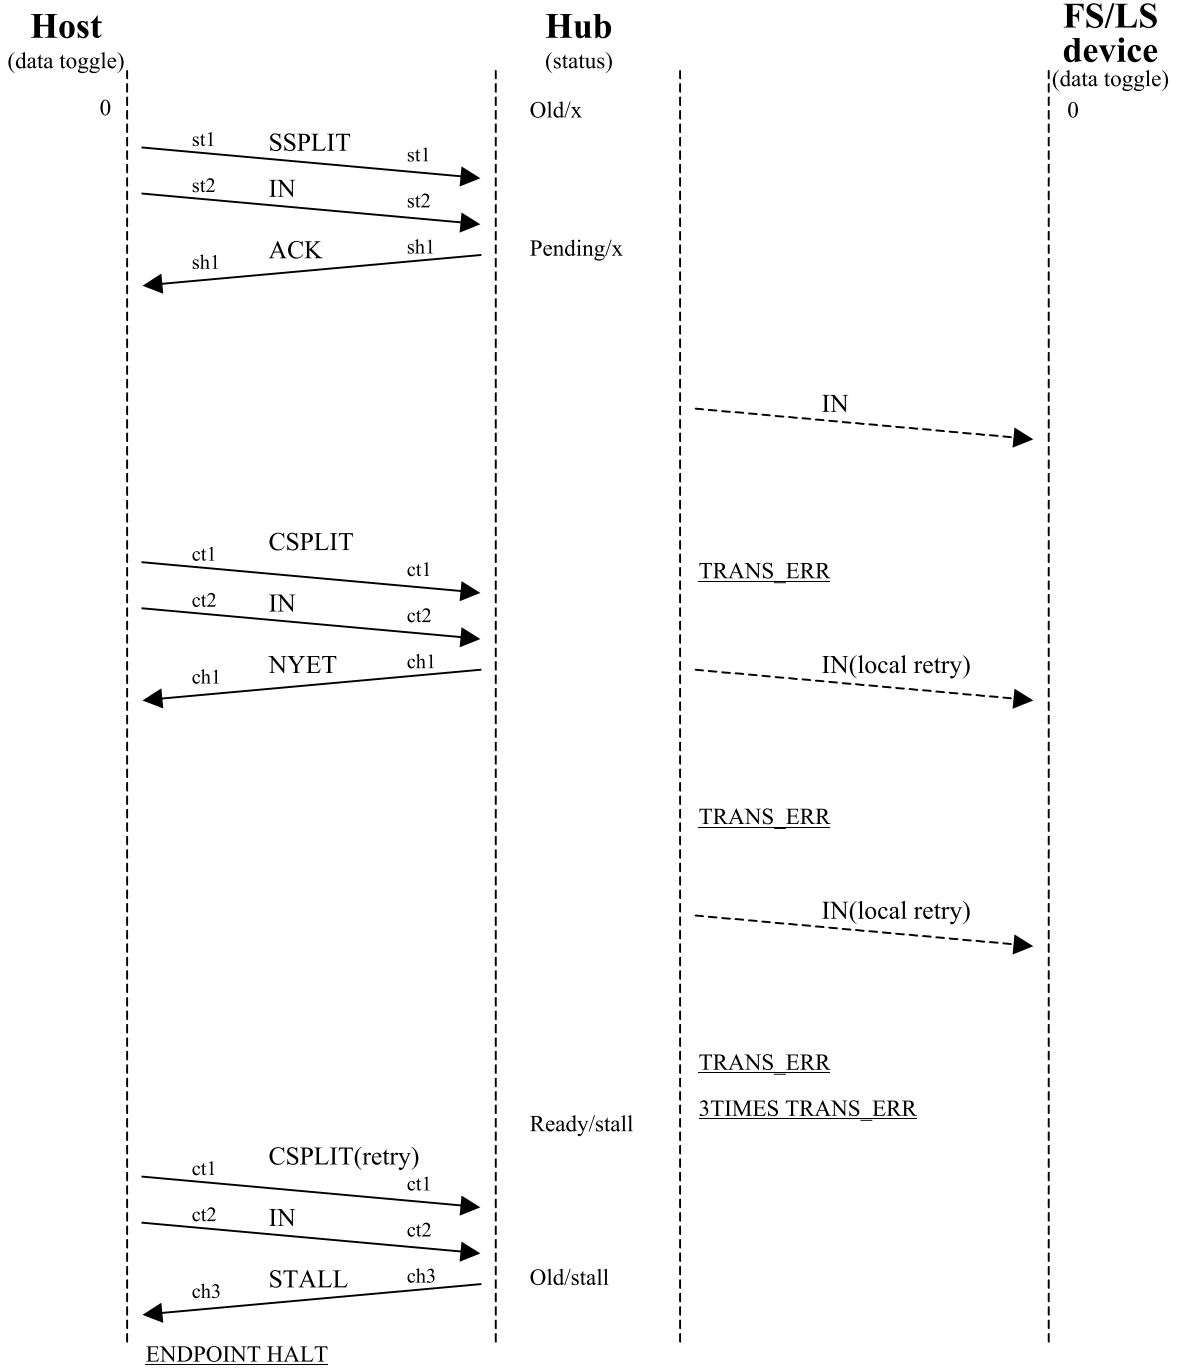 Host
(data toggle)
Hub
(status)
FS/LS
device
(data toggle)
0
Old/x
0
st1 SSPLIT st1
st2 IN st2
ACK sh1 Pending/x
sh1
IN
CSPLIT
ct1 ct1
TRANS_ERR
ct2 IN ct2
NYET ch1 IN(local retry)
ch1
TRANS_ERR
IN(local retry)
TRANS_ERR
3TIMES TRANS_ERR
Ready/stall
CSPLIT(retry)
ct1 ct1
ct2 IN ct2
STALL ch3 Old/stall
ch3
ENDPOINT HALT